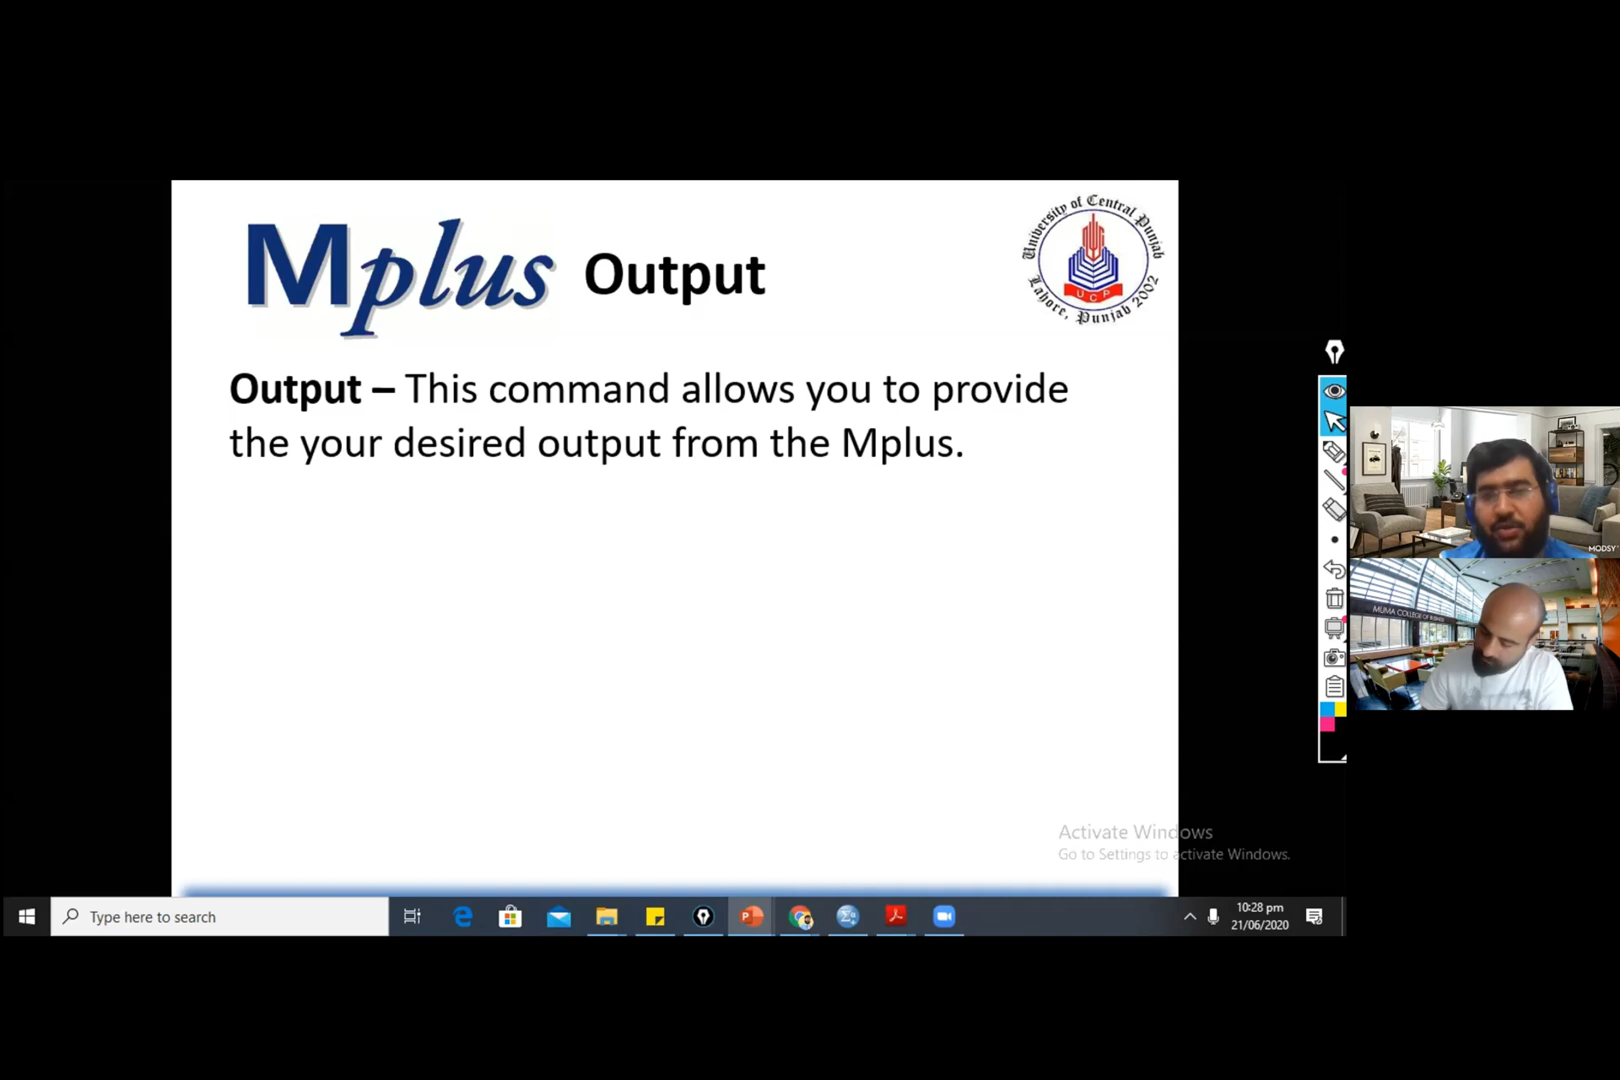 Mplus Output
University of Central Punjab
UCP
Lahore, Punjab 2002
Output – This command allows you to provide
the your desired output from the Mplus.
MODSY
MUMA COLLEGE OF BUSINESS
Activate Windows
Go to Settings to activate Windows.
Type here to search
10:28 pm
21/06/2020